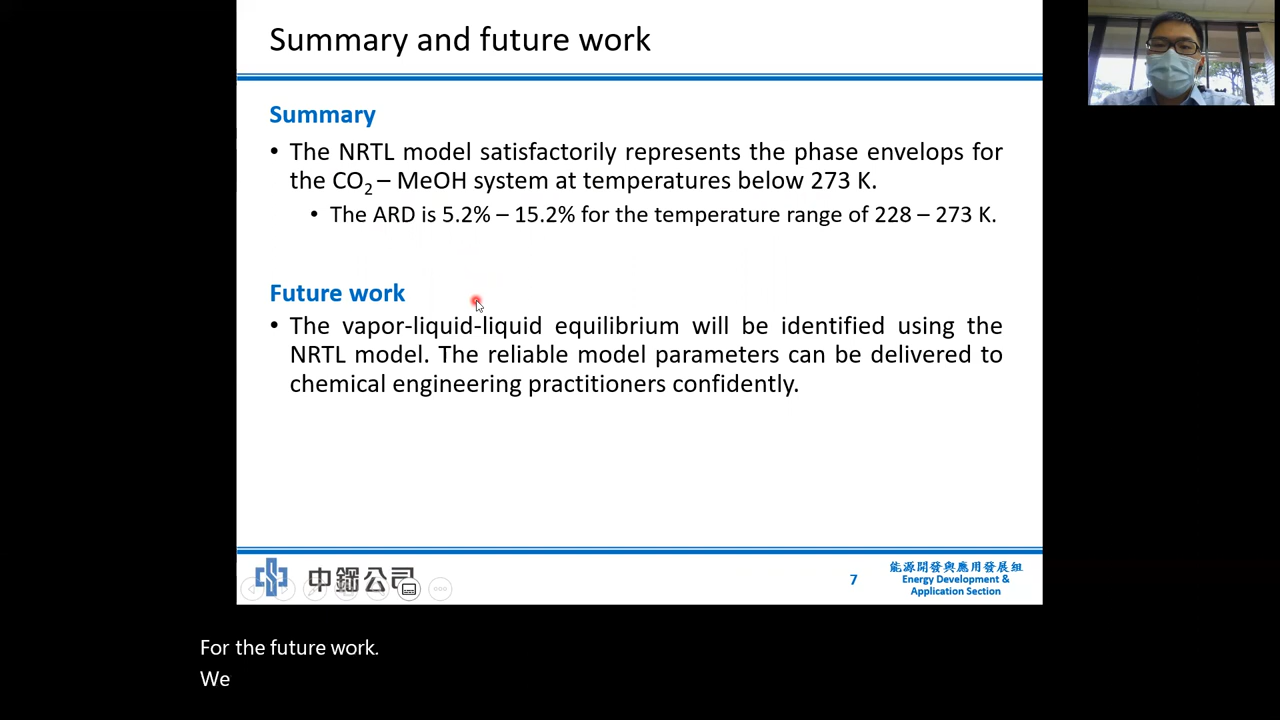 Summary and future work
Summary
• The NRTL model satisfactorily represents the phase envelops for
the CO₂ – MeOH system at temperatures below 273 K.
• The ARD is 5.2% – 15.2% for the temperature range of 228 – 273 K.
Future work
• The vapor-liquid-liquid equilibrium will be identified using the
NRTL model. The reliable model parameters can be delivered to
chemical engineering practitioners confidently.
中鋼公司
7
能源開發與應用發展組
Energy Development &
Application Section
For the future work.
We